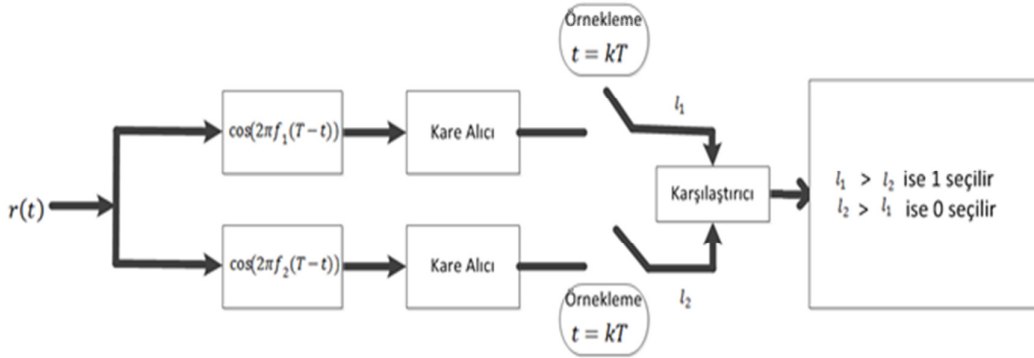 Örnekleme
t = kT
cos(2πf₁(T−t))
Kare Alıcı
l₁
r(t)
Karşılaştırıcı
l₁ > l₂ ise 1 seçilir
l₂ > l₁ ise 0 seçilir
cos(2πf₂(T−t))
Kare Alıcı
l₂
Örnekleme
t = kT